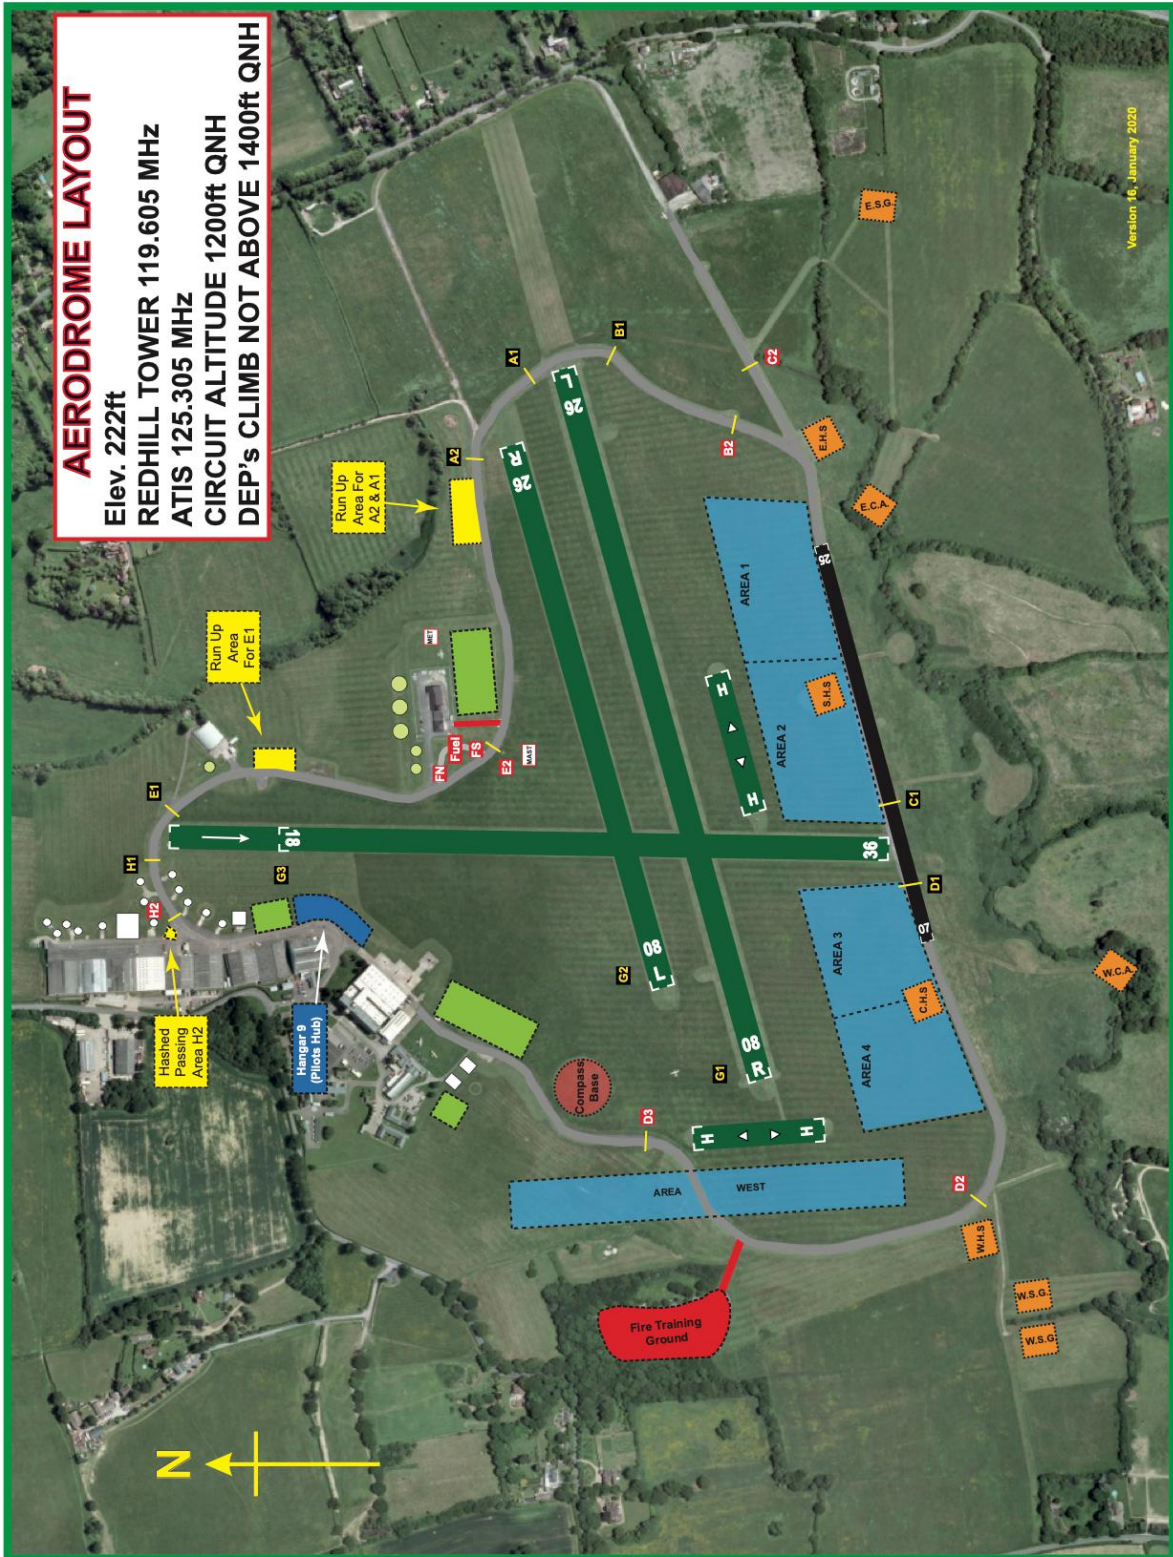 AERODROME LAYOUT
Elev. 222ft
REDHILL TOWER 119.605 MHz
ATIS 125.305 MHz
CIRCUIT ALTITUDE 1200ft QNH
DEP's CLIMB NOT ABOVE 1400ft QNH
N
Hashed
Passing
Area H2
Hangar 9
(Pilots Hub)
H2
H1
E1
G3
18
Run Up
Area
For E1
Run Up
Area For
A2 & A1
MET
FN
Fuel
FS
E2
MAST
A2
A1
26
R
26
L
B1
B2
C2
Compass
Base
D3
G2
08
L
G1
08
R
H
H
H
H
AREA
WEST
Fire Training
Ground
AREA 1
AREA 2
AREA 3
AREA 4
S.H.S
C.H.S
36
25
07
C1
D1
D2
W.H.S
W.S.G.
W.S.G
W.C.A.
E.H.S
E.C.A.
E.S.G.
Version 16, January 2020